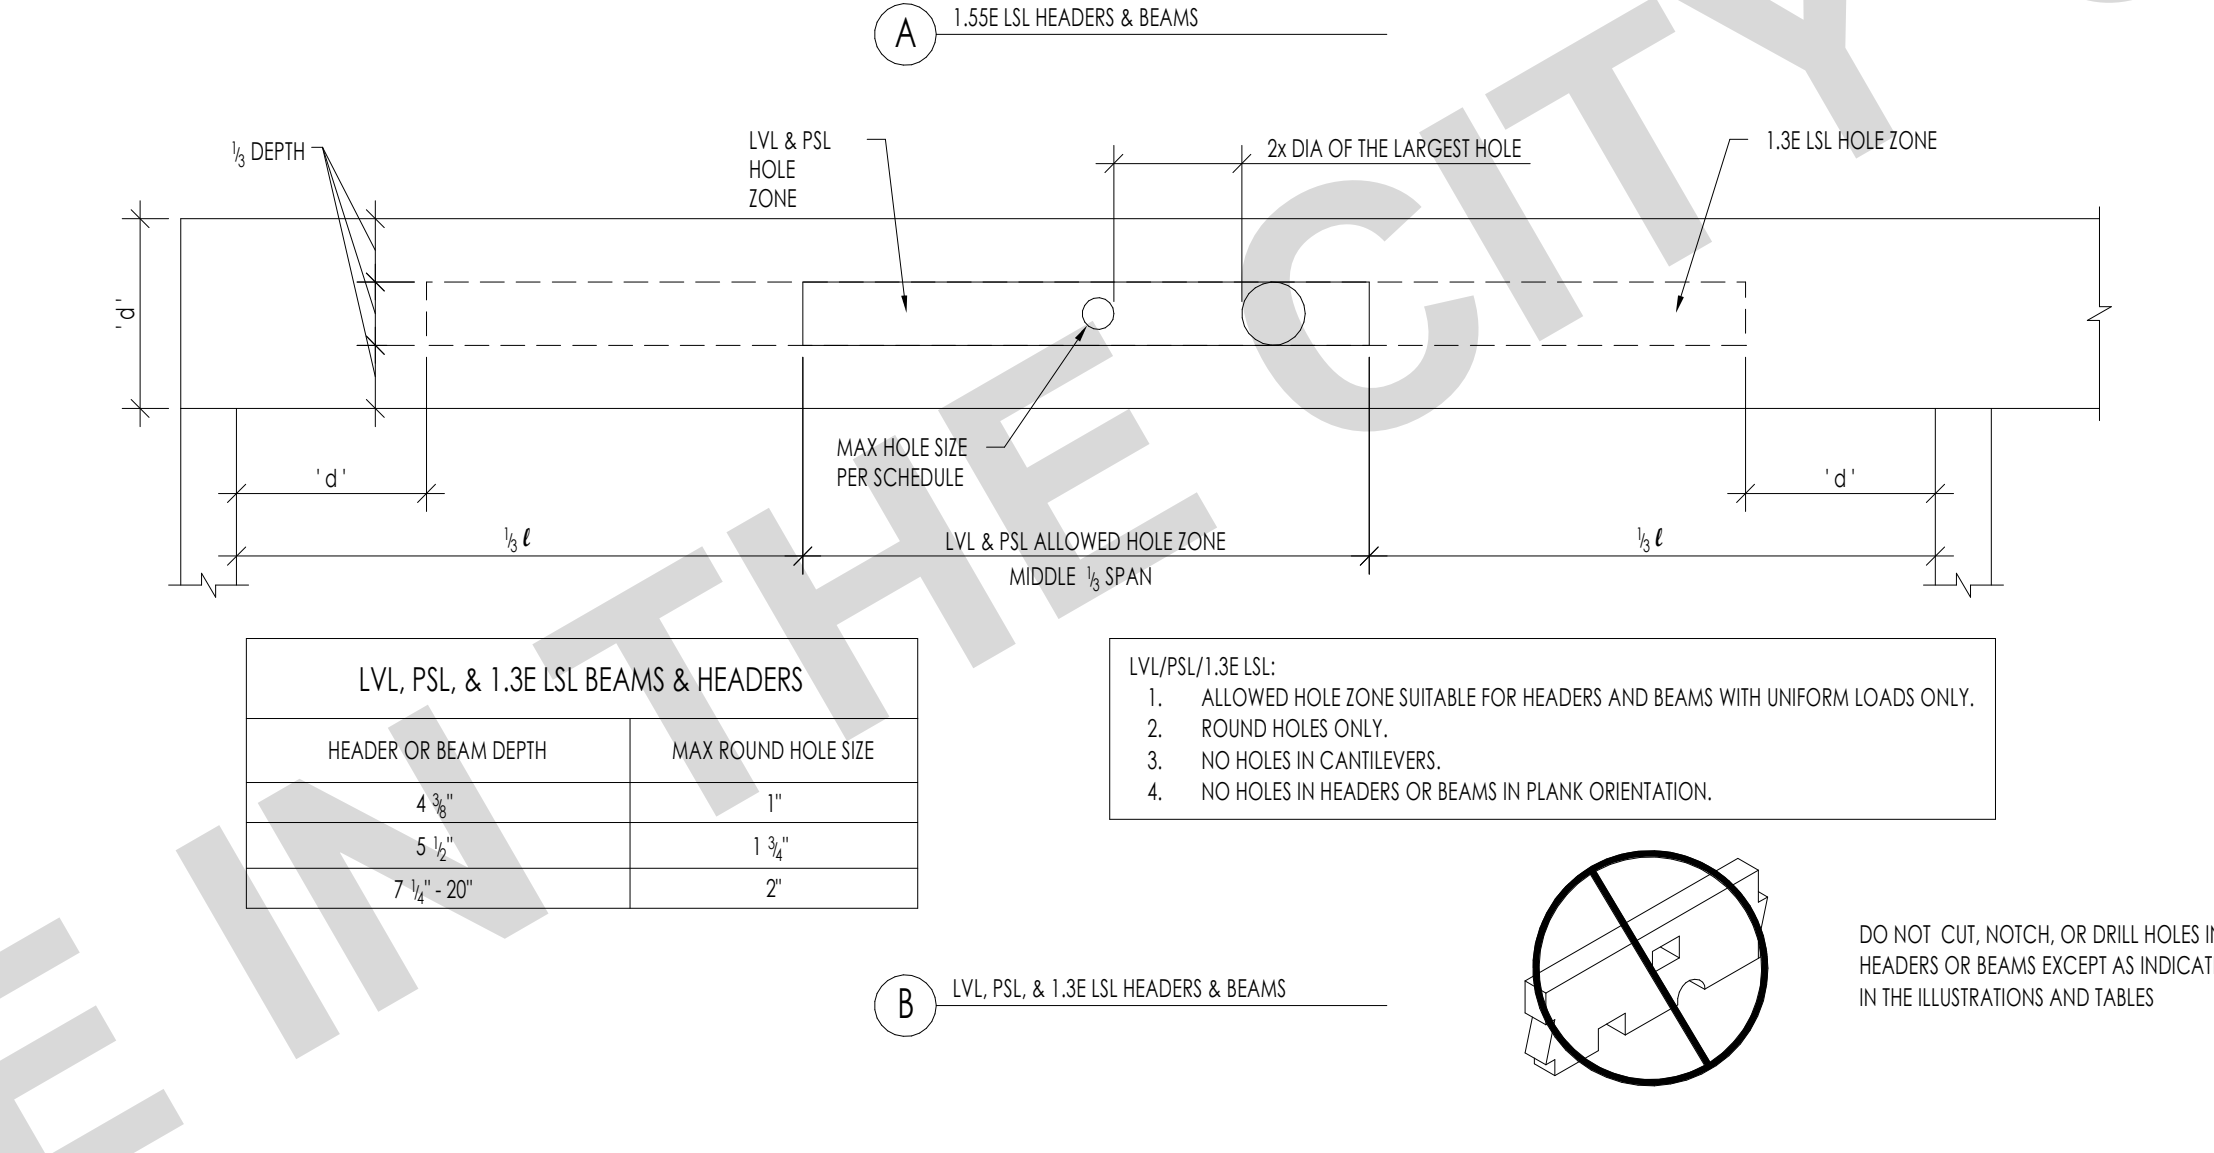 A
1.55E LSL HEADERS & BEAMS
⅓ DEPTH
LVL & PSL
HOLE
ZONE
2x DIA OF THE LARGEST HOLE
1.3E LSL HOLE ZONE
'd'
MAX HOLE SIZE
PER SCHEDULE
'd'
'd'
⅓ ℓ
LVL & PSL ALLOWED HOLE ZONE
MIDDLE ⅓ SPAN
⅓ ℓ
LVL, PSL, & 1.3E LSL BEAMS & HEADERS
HEADER OR BEAM DEPTH MAX ROUND HOLE SIZE
4 ⅜" 1"
5 ½" 1 ¾"
7 ¼" - 20" 2"
LVL/PSL/1.3E LSL:
1. ALLOWED HOLE ZONE SUITABLE FOR HEADERS AND BEAMS WITH UNIFORM LOADS ONLY.
2. ROUND HOLES ONLY.
3. NO HOLES IN CANTILEVERS.
4. NO HOLES IN HEADERS OR BEAMS IN PLANK ORIENTATION.
B
LVL, PSL, & 1.3E LSL HEADERS & BEAMS
DO NOT CUT, NOTCH, OR DRILL HOLES
HEADERS OR BEAMS EXCEPT AS
IN THE ILLUSTRATIONS AND TABLES
IN THE CITY